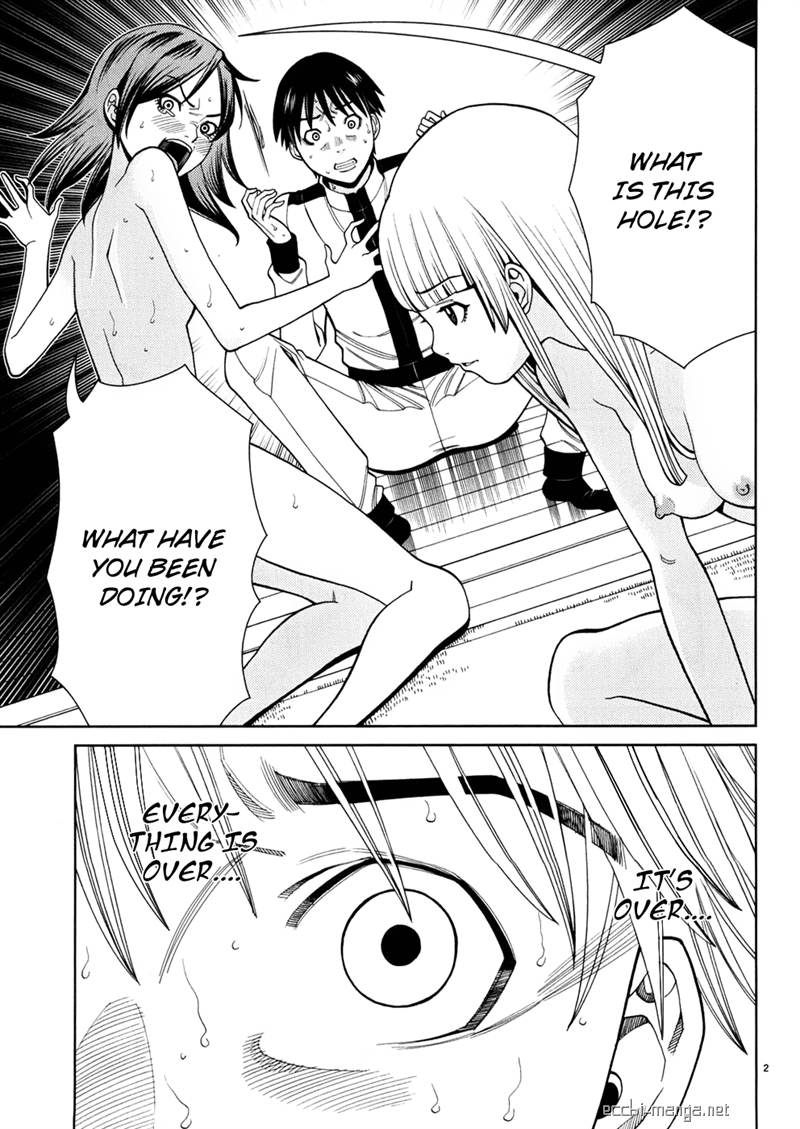 WHAT
IS THIS
HOLE!?
WHAT HAVE
YOU BEEN
DOING!?
IT'S
OVER....
EVERY-
THING IS
OVER....
2
ecchi-manga.net